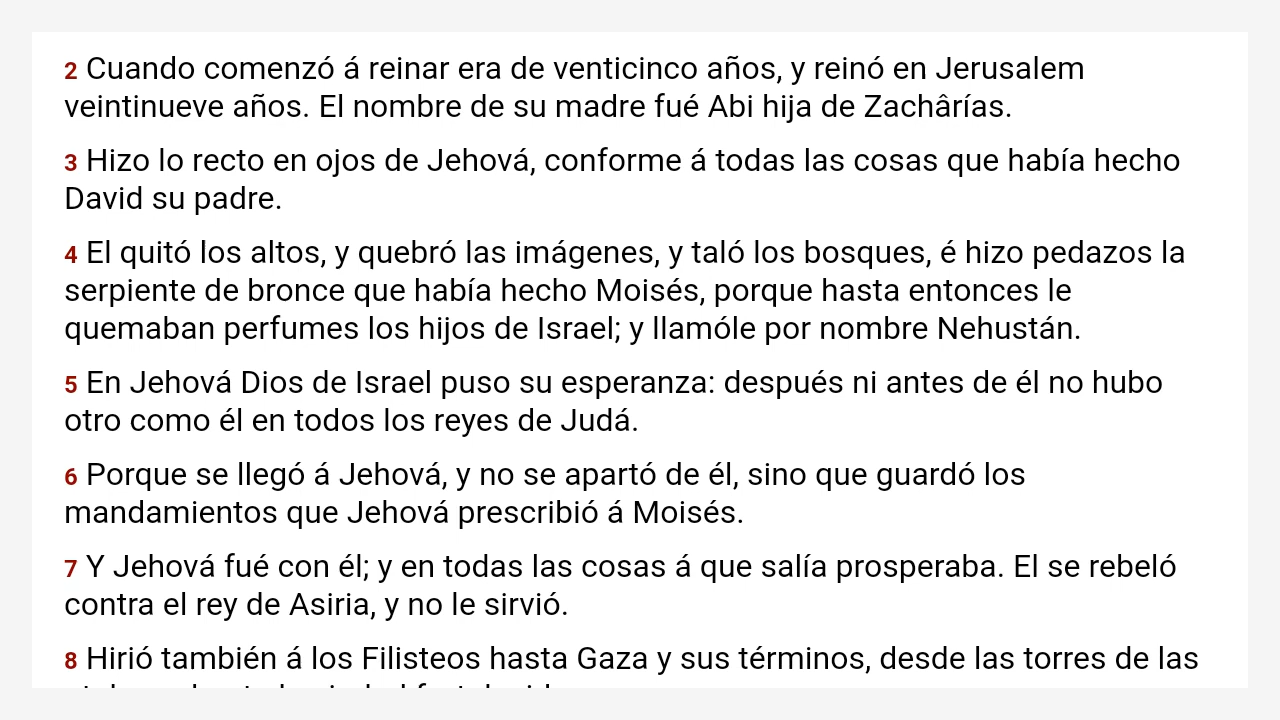 2 Cuando comenzó á reinar era de venticinco años, y reinó en Jerusalem
veintinueve años. El nombre de su madre fué Abi hija de Zachârías.
3 Hizo lo recto en ojos de Jehová, conforme á todas las cosas que había hecho
David su padre.
4 El quitó los altos, y quebró las imágenes, y taló los bosques, é hizo pedazos la
serpiente de bronce que había hecho Moisés, porque hasta entonces le
quemaban perfumes los hijos de Israel; y llamóle por nombre Nehustán.
5 En Jehová Dios de Israel puso su esperanza: después ni antes de él no hubo
otro como él en todos los reyes de Judá.
6 Porque se llegó á Jehová, y no se apartó de él, sino que guardó los
mandamientos que Jehová prescribió á Moisés.
7 Y Jehová fué con él; y en todas las cosas á que salía prosperaba. El se rebeló
contra el rey de Asiria, y no le sirvió.
8 Hirió también á los Filisteos hasta Gaza y sus términos, desde las torres de las